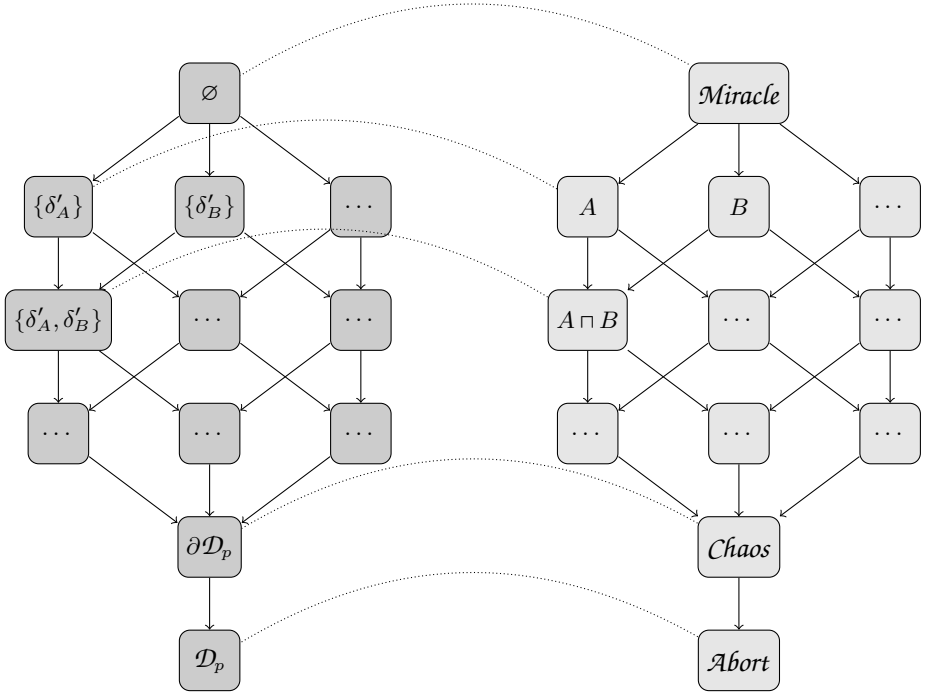 ∅ Miracle
{δ′_A} {δ′_B} ··· A B ···
{δ′_A, δ′_B} ··· ··· A ⊓ B ··· ···
··· ··· ··· ··· ··· ···
∂𝒟_p Chaos
𝒟_p Abort